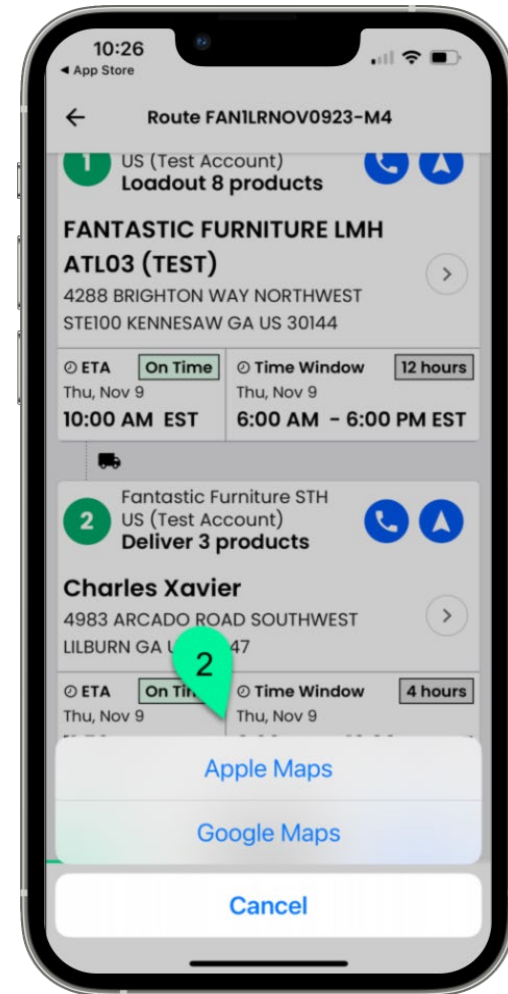 10:26
◄ App Store
Route FAN1LRNOV0923-M4
1
US (Test Account)
Loadout 8 products
FANTASTIC FURNITURE LMH
ATL03 (TEST)
4288 BRIGHTON WAY NORTHWEST
STE100 KENNESAW GA US 30144
ETA On Time
Time Window 12 hours
Thu, Nov 9
Thu, Nov 9
10:00 AM EST
6:00 AM - 6:00 PM EST
Fantastic Furniture STH
2
US (Test Account)
Deliver 3 products
Charles Xavier
4983 ARCADO ROAD SOUTHWEST
LILBURN GA 47
2
ETA On Time
Time Window 4 hours
Thu, Nov 9
Thu, Nov 9
Apple Maps
Google Maps
Cancel